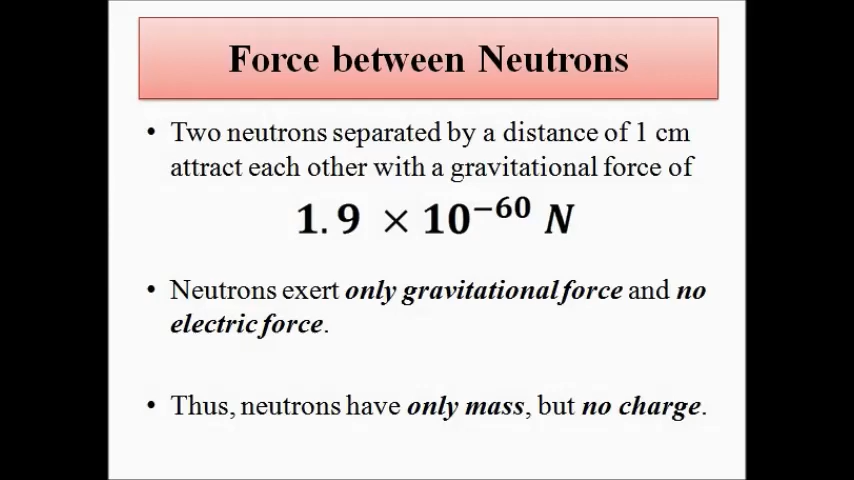 Force between Neutrons
• Two neutrons separated by a distance of 1 cm
attract each other with a gravitational force of
1.9 × 10⁻⁶⁰ N
• Neutrons exert only gravitational force and no
electric force.
• Thus, neutrons have only mass, but no charge.